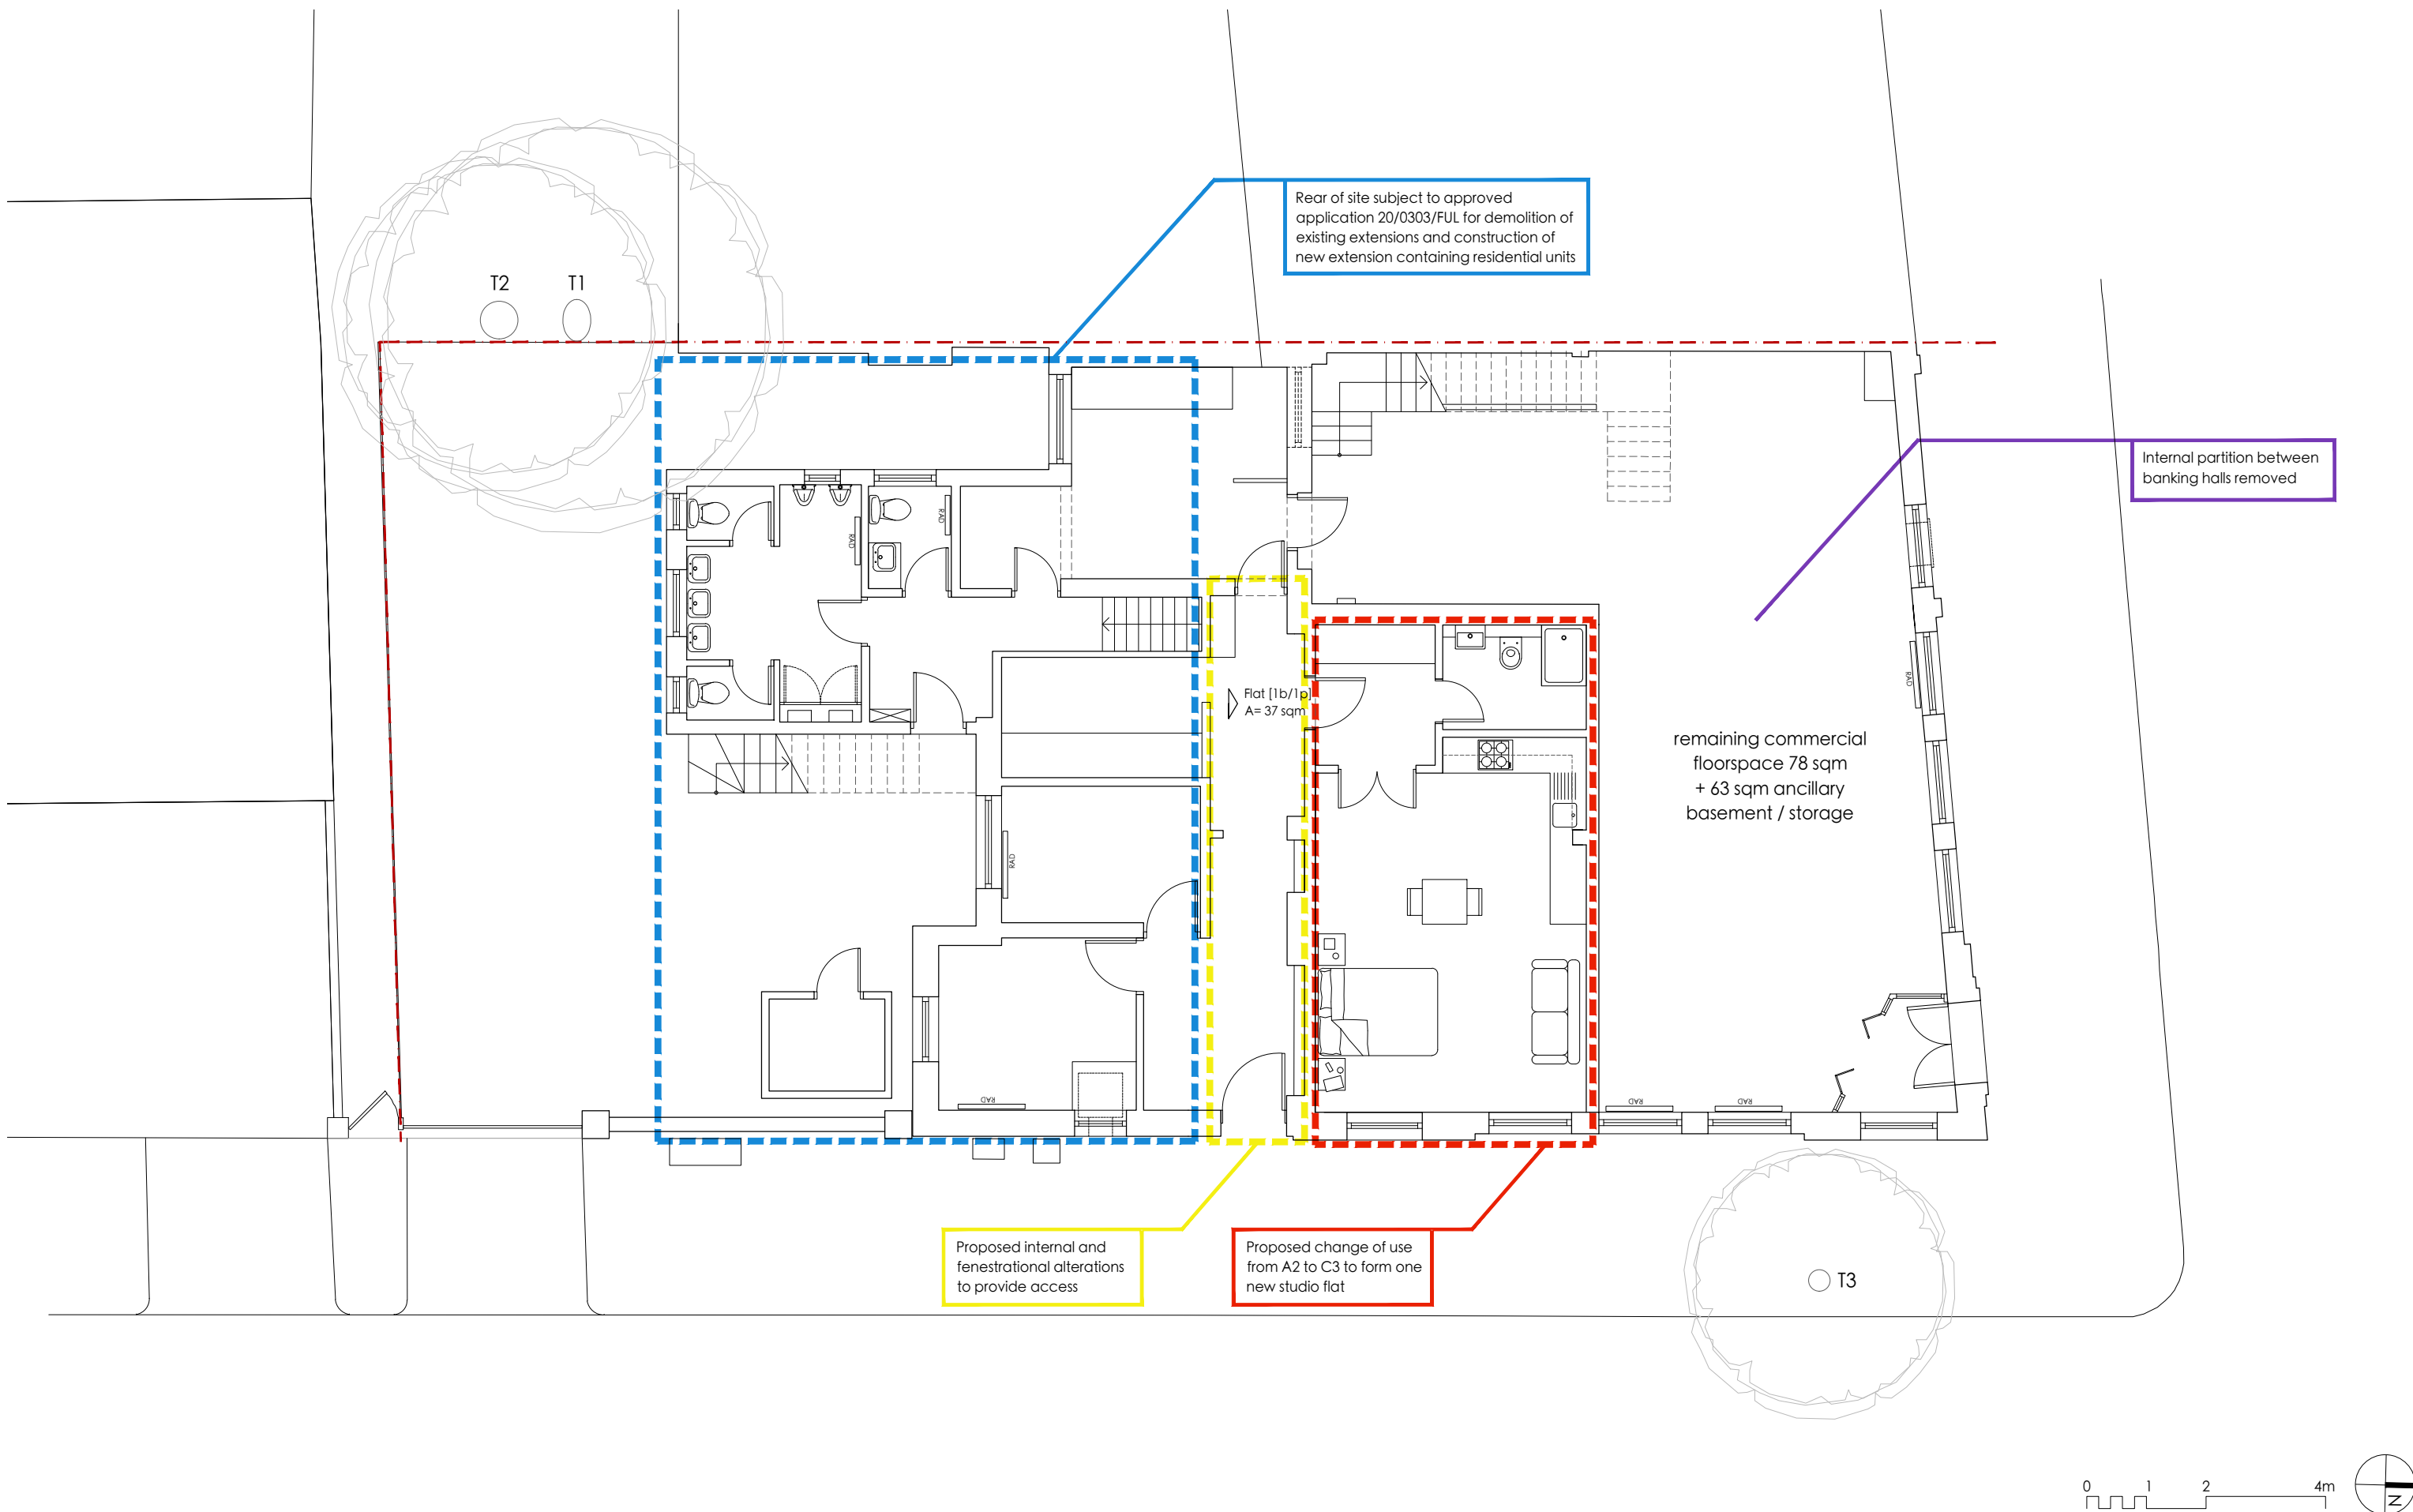 Rear of site subject to approved
application 20/0303/FUL for demolition of
existing extensions and construction of
new extension containing residential units
T2
T1
Internal partition between
banking halls removed
RAD
RAD
Flat [1b/1p]
A= 37 sqm
RAD
remaining commercial
floorspace 78 sqm
+ 63 sqm ancillary
basement / storage
RAD
RAD
RAD
RAD
Proposed internal and
fenestrational alterations
to provide access
Proposed change of use
from A2 to C3 to form one
new studio flat
T3
0 1 2 4m
N